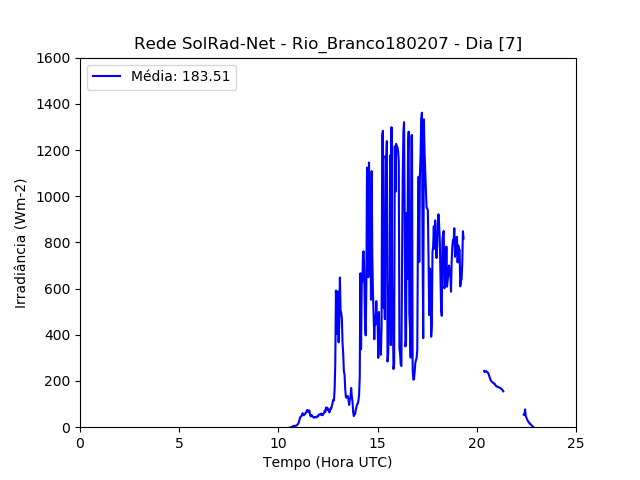 Rede SolRad-Net - Rio_Branco180207 - Dia [7]
Média: 183.51
1600
1400
1200
1000
800
600
400
200
0
Irradiância (Wm-2)
0 5 10 15 20 25
Tempo (Hora UTC)